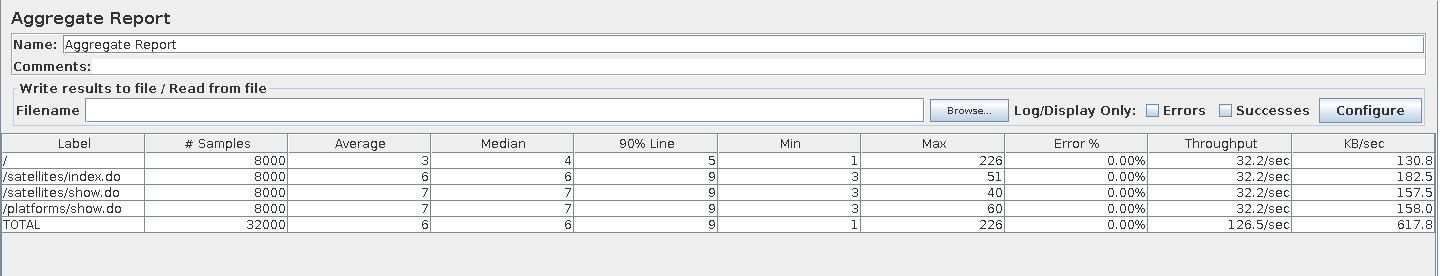 Aggregate Report
Name: Aggregate Report
Comments:
Write results to file / Read from file
Filename Browse... Log/Display Only: Errors Successes Configure
Label # Samples Average Median 90% Line Min Max Error % Throughput KB/sec
/ 8000 3 4 5 1 226 0.00% 32.2/sec 130.8
/satellites/index.do 8000 6 6 9 3 51 0.00% 32.2/sec 182.5
/satellites/show.do 8000 7 7 9 3 40 0.00% 32.2/sec 157.5
/platforms/show.do 8000 7 7 9 3 60 0.00% 32.2/sec 158.0
TOTAL 32000 6 6 9 1 226 0.00% 126.5/sec 617.8